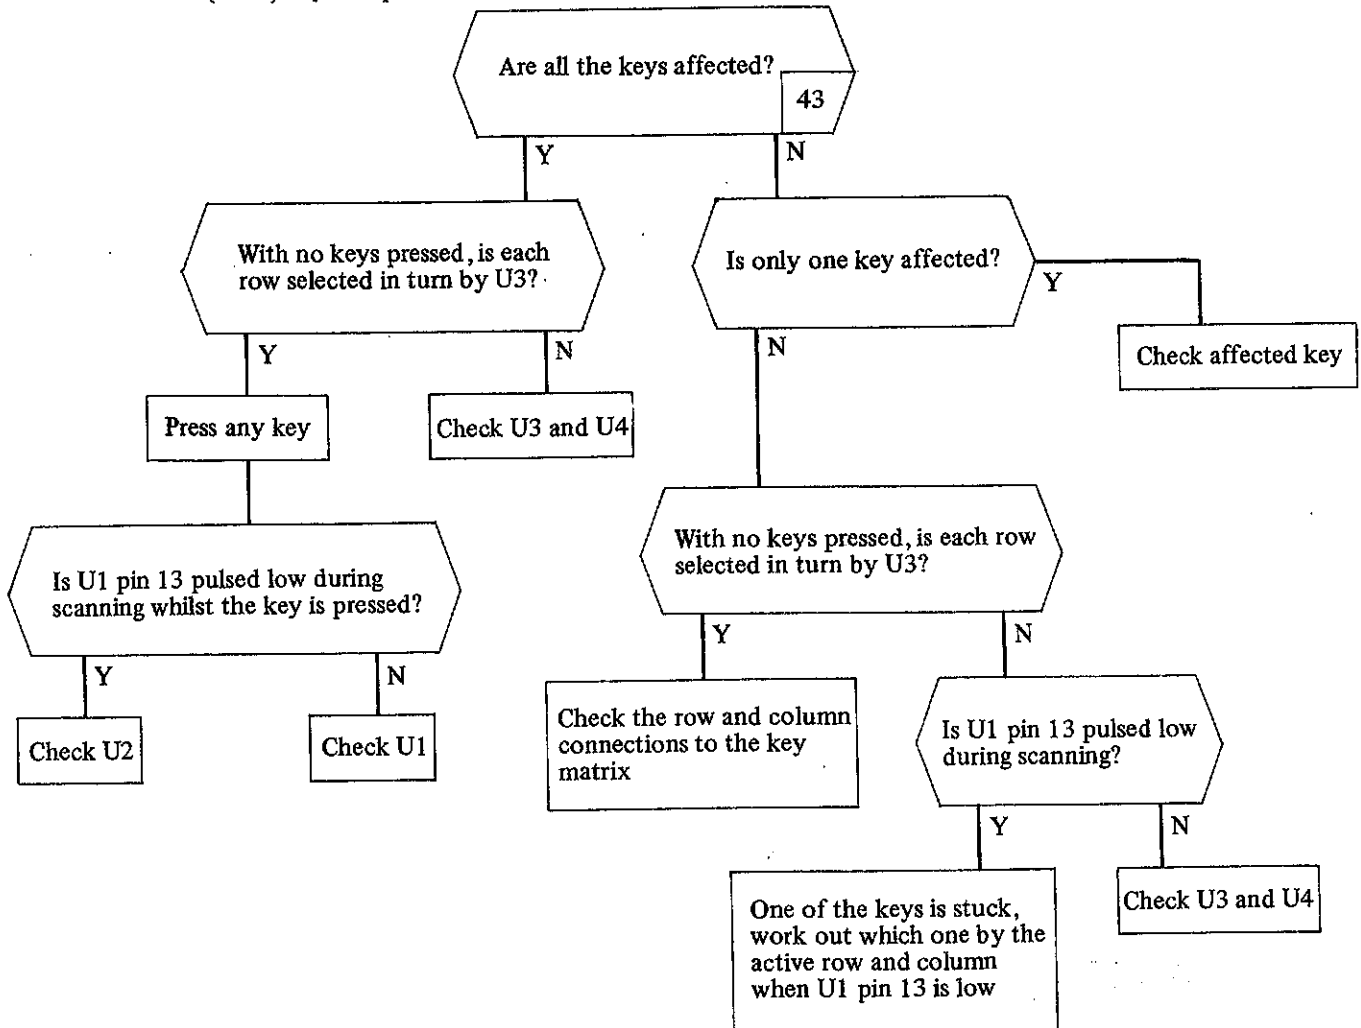 Are all the keys affected?
43
Y
N
With no keys pressed, is each
row selected in turn by U3?
Is only one key affected?
Y
Y
N
N
Check affected key
Press any key
Check U3 and U4
With no keys pressed, is each row
selected in turn by U3?
Is U1 pin 13 pulsed low during
scanning whilst the key is pressed?
Y
N
Y
N
Check U2
Check U1
Check the row and column
connections to the key
matrix
Is U1 pin 13 pulsed low
during scanning?
Y
N
One of the keys is stuck,
work out which one by the
active row and column
when U1 pin 13 is low
Check U3 and U4